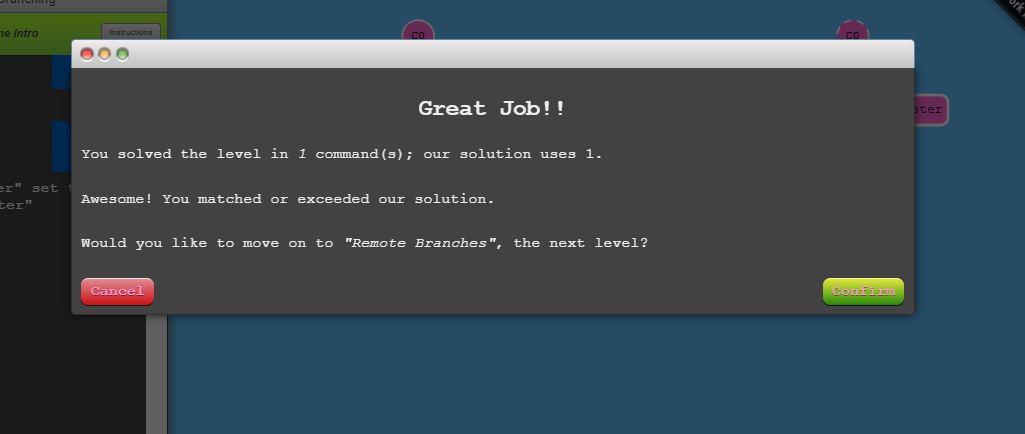 ranching
me Intro
Instructions
c0
c0
ork
Great Job!!
You solved the level in 1 command(s); our solution uses 1.
ster
er" set t
ter"
Awesome! You matched or exceeded our solution.
Would you like to move on to "Remote Branches", the next level?
Cancel
Confirm